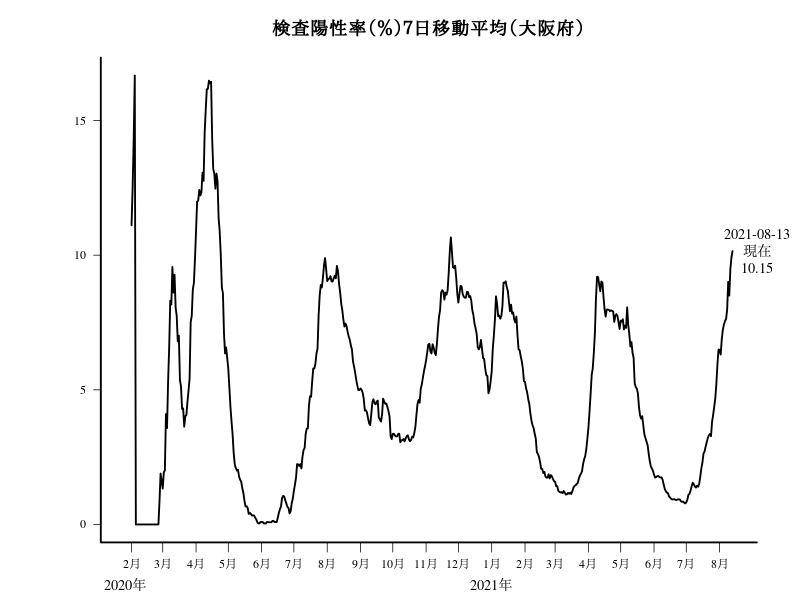 検査陽性率(%)7日移動平均(大阪府)
15
10
5
0
2021-08-13
現在
10.15
2月 3月 4月 5月 6月 7月 8月 9月 10月 11月 12月 1月 2月 3月 4月 5月 6月 7月 8月
2020年 2021年